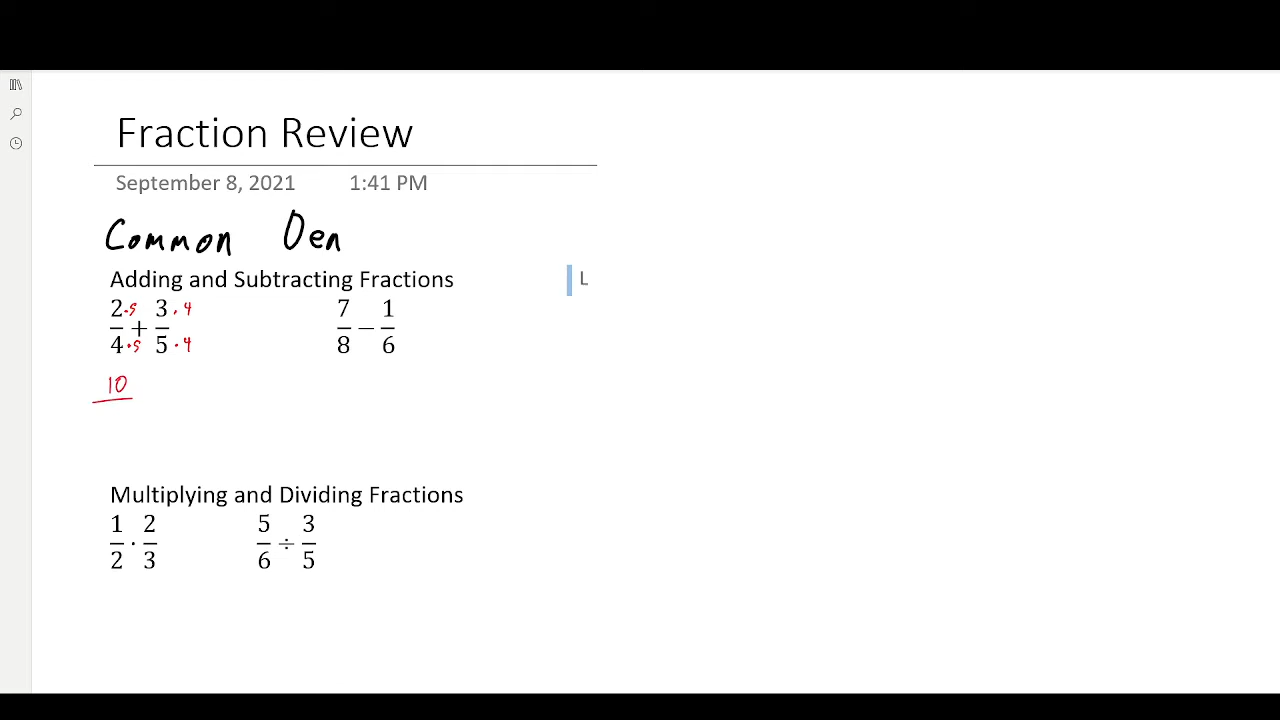 Fraction Review
September 8, 2021 1:41 PM
Common Den
Adding and Subtracting Fractions L
2·5/4·5 + 3·4/5·4 7/8 − 1/6
10
Multiplying and Dividing Fractions
1/2 · 2/3 5/6 ÷ 3/5